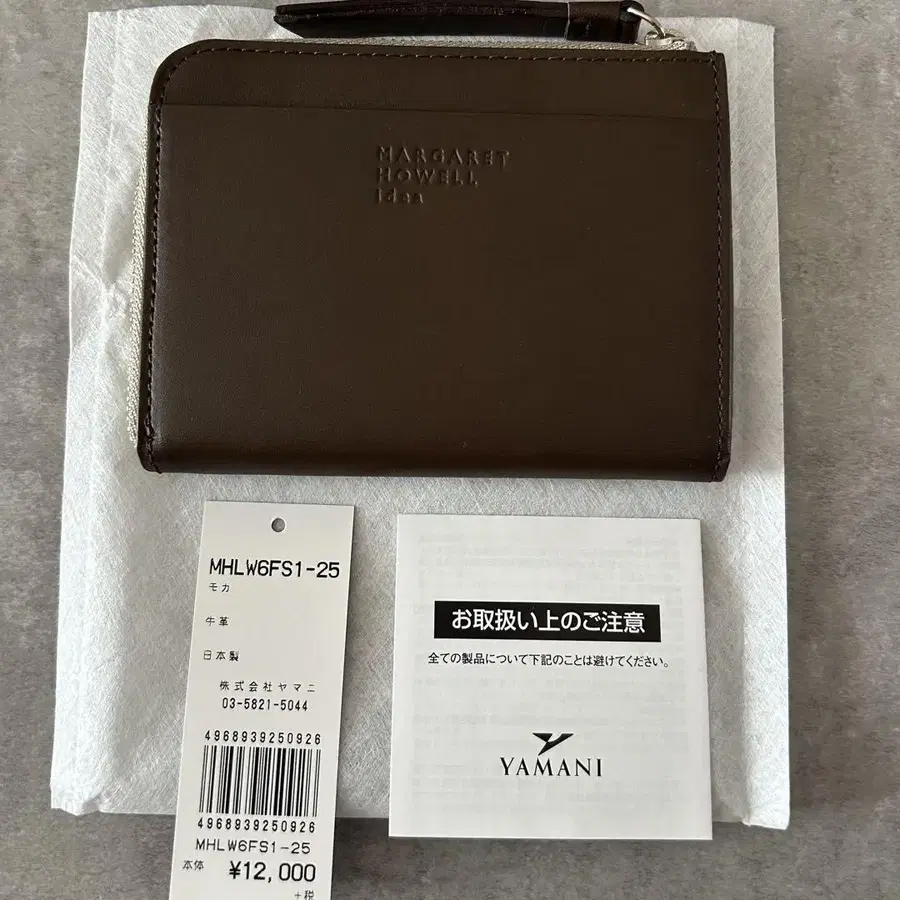 MARGARET
HOWELL
idea
MHLW6FS1-25
モカ
牛革
日本製
株式会社ヤマニ
03-5821-5044
4968939250926
4968939250926
MHLW6FS1-25
本体 ¥12,000
+税
お取扱い上のご注意
全ての製品について下記のことは避けてください。
YAMANI